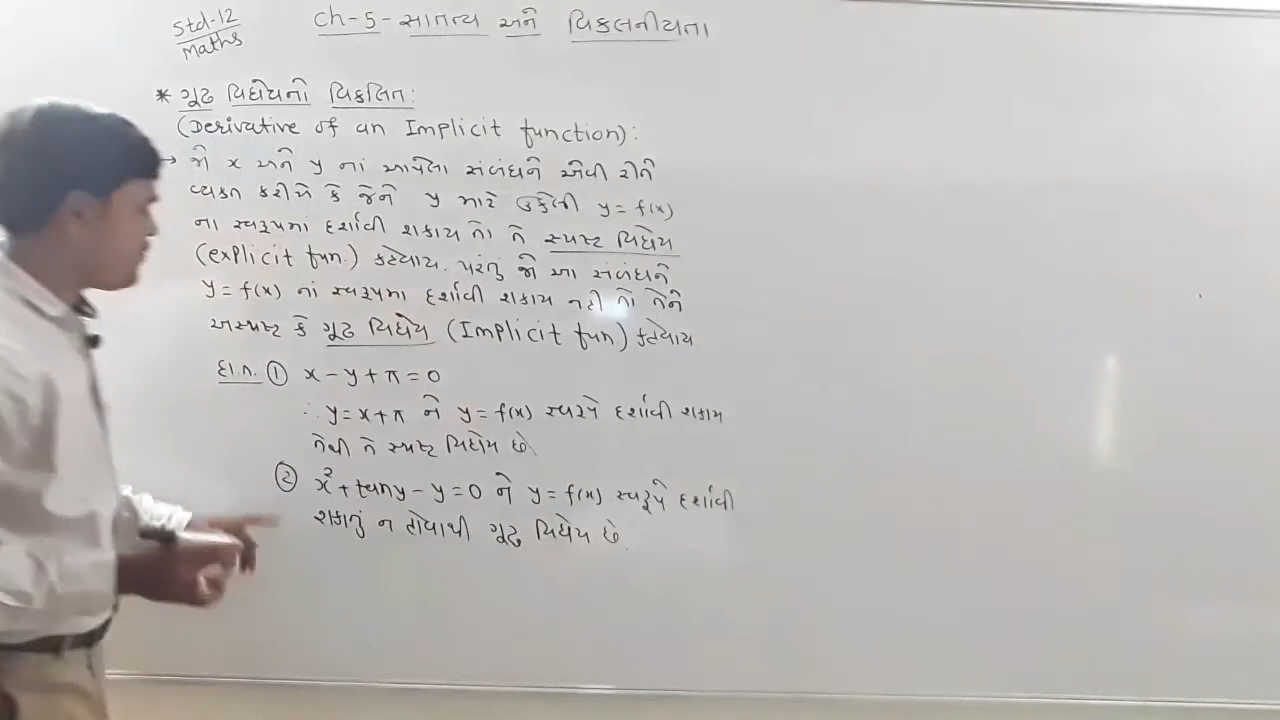 Std-12
Maths
Ch-5-સાતત્ય અને વિકલનીયતા
* ગૂઢ વિધેયનો વિકલિત:
(Derivative of an Implicit function):
→ જો x અને y નાં આપેલા સંબંધને એવી રીતે
વ્યક્ત કરીએ કે જેને y માટે ઉકેલી y = f(x)
ના સ્વરૂપમાં દર્શાવી શકાય તો તે સ્પષ્ટ વિધેય
(explicit fun.) કહેવાય. પરંતુ જો આ સંબંધને
y = f(x) નાં સ્વરૂપમાં દર્શાવી શકાય નહી તો તેને
અસ્પષ્ટ કે ગૂઢ વિધેય (Implicit fun) કહેવાય
દા.ત. ① x - y + π = 0
∴ y = x + π ને y = f(x) સ્વરૂપે દર્શાવી શકાય
તેથી તે સ્પષ્ટ વિધેય છે.
② x² + tany - y = 0 ને y = f(x) સ્વરૂપે દર્શાવી
શકાતું ન હોવાથી ગૂઢ વિધેય છે.